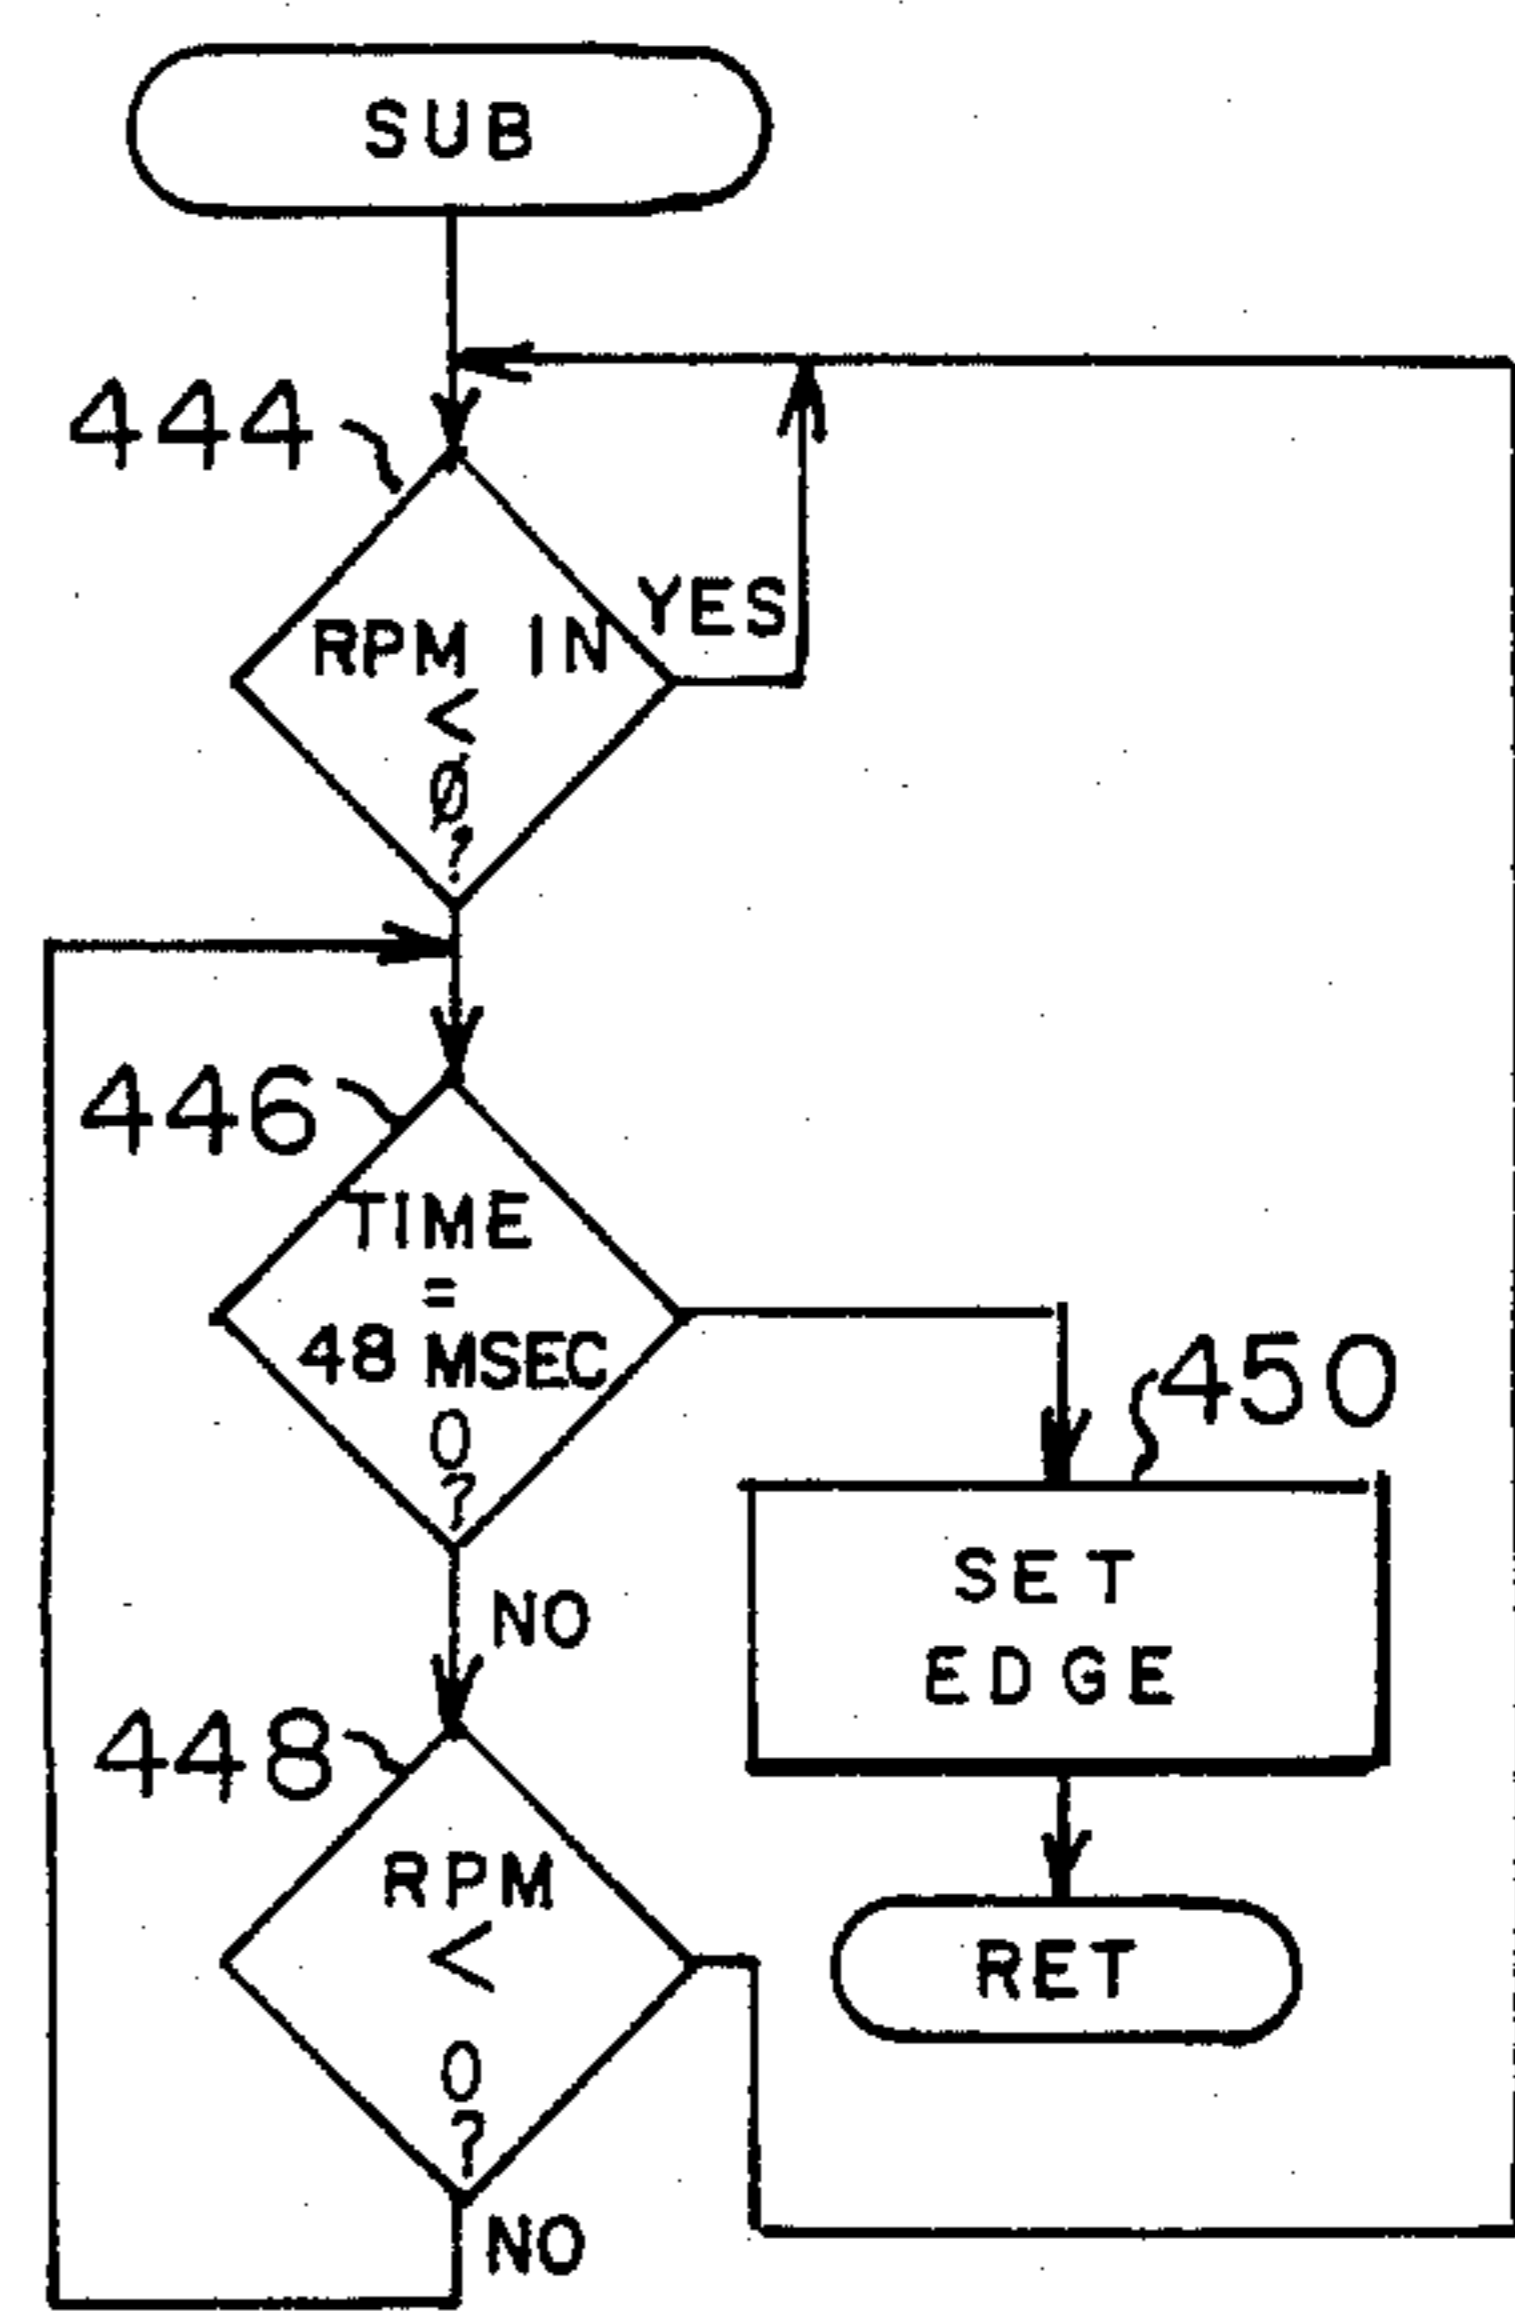 SUB
444
YES
RPM IN
<
Ø
?
446
TIME
=
48 MSEC
0
?
450
SET
EDGE
NO
448
RPM
<
0
?
RET
NO